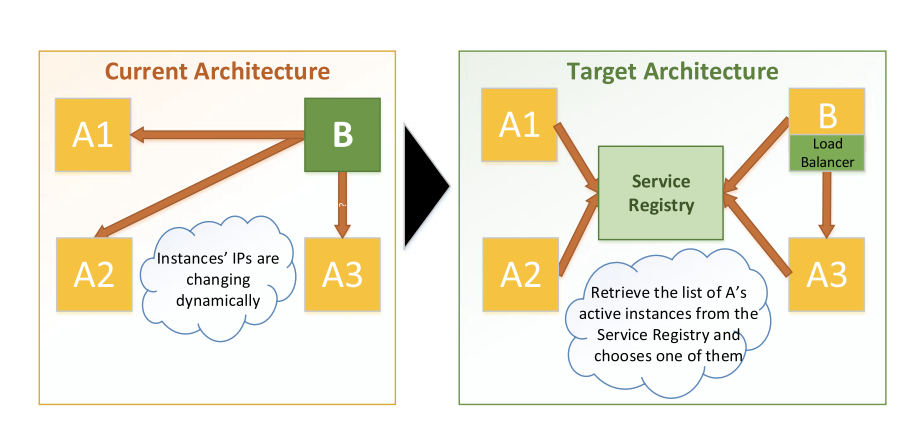 Current Architecture
Target Architecture
A1
B
A2
A3
?
Instances’ IPs are
changing
dynamically
A1
B
Load
Balancer
Service
Registry
A2
A3
Retrieve the list of A’s
active instances from the
Service Registry and
chooses one of them